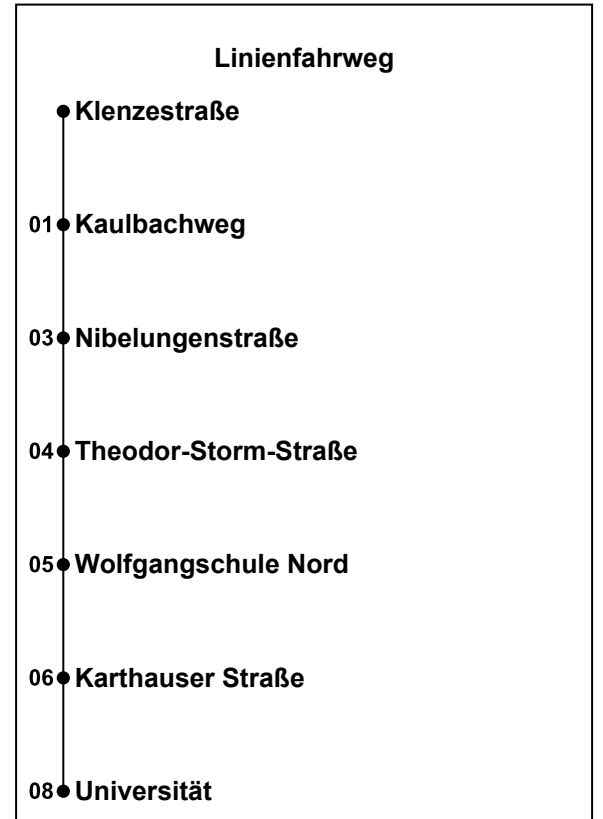 Linienfahrweg
Klenzestraße
01 Kaulbachweg
03 Nibelungenstraße
04 Theodor-Storm-Straße
05 Wolfgangschule Nord
06 Karthauser Straße
08 Universität